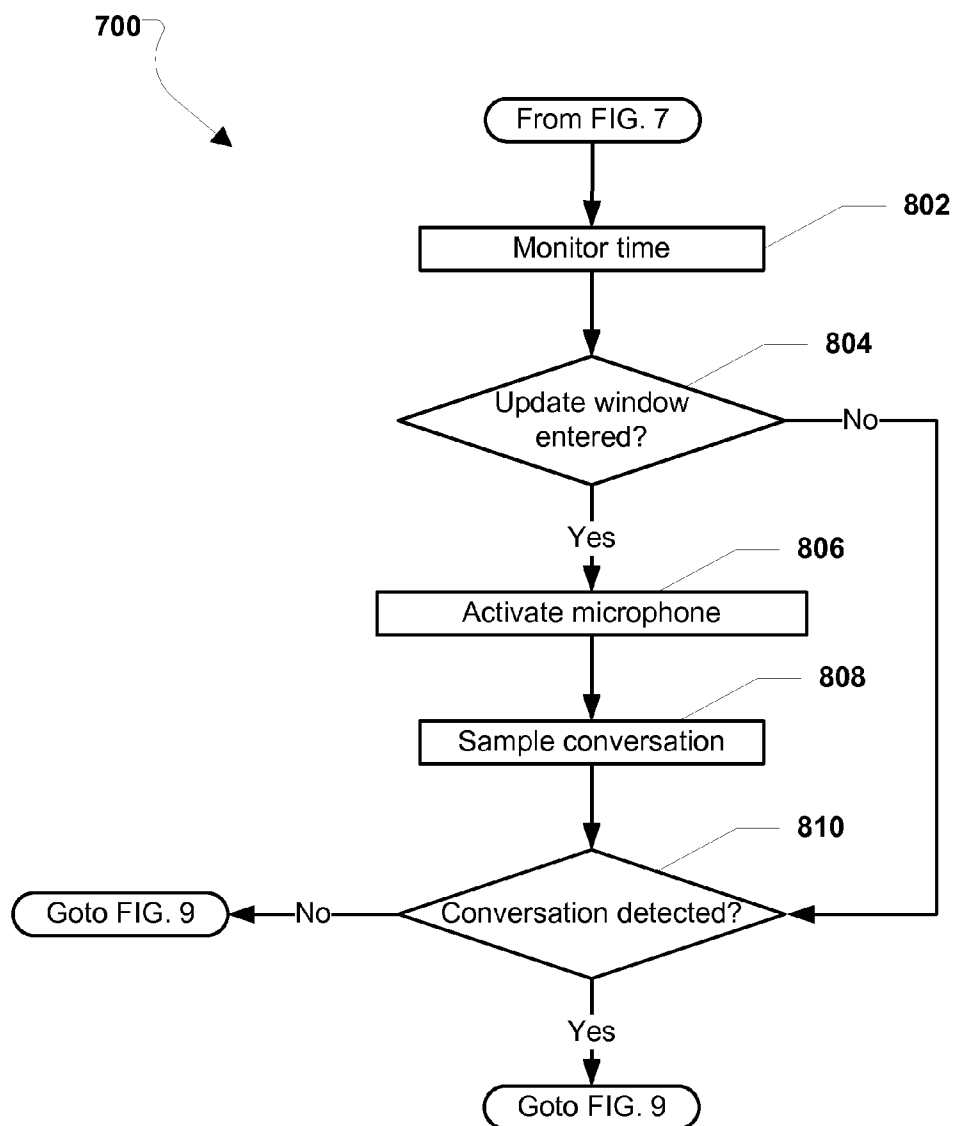 700
From FIG. 7
802
Monitor time
804
Update window
entered?
No
Yes
806
Activate microphone
808
Sample conversation
810
Goto FIG. 9
No
Conversation detected?
Yes
Goto FIG. 9